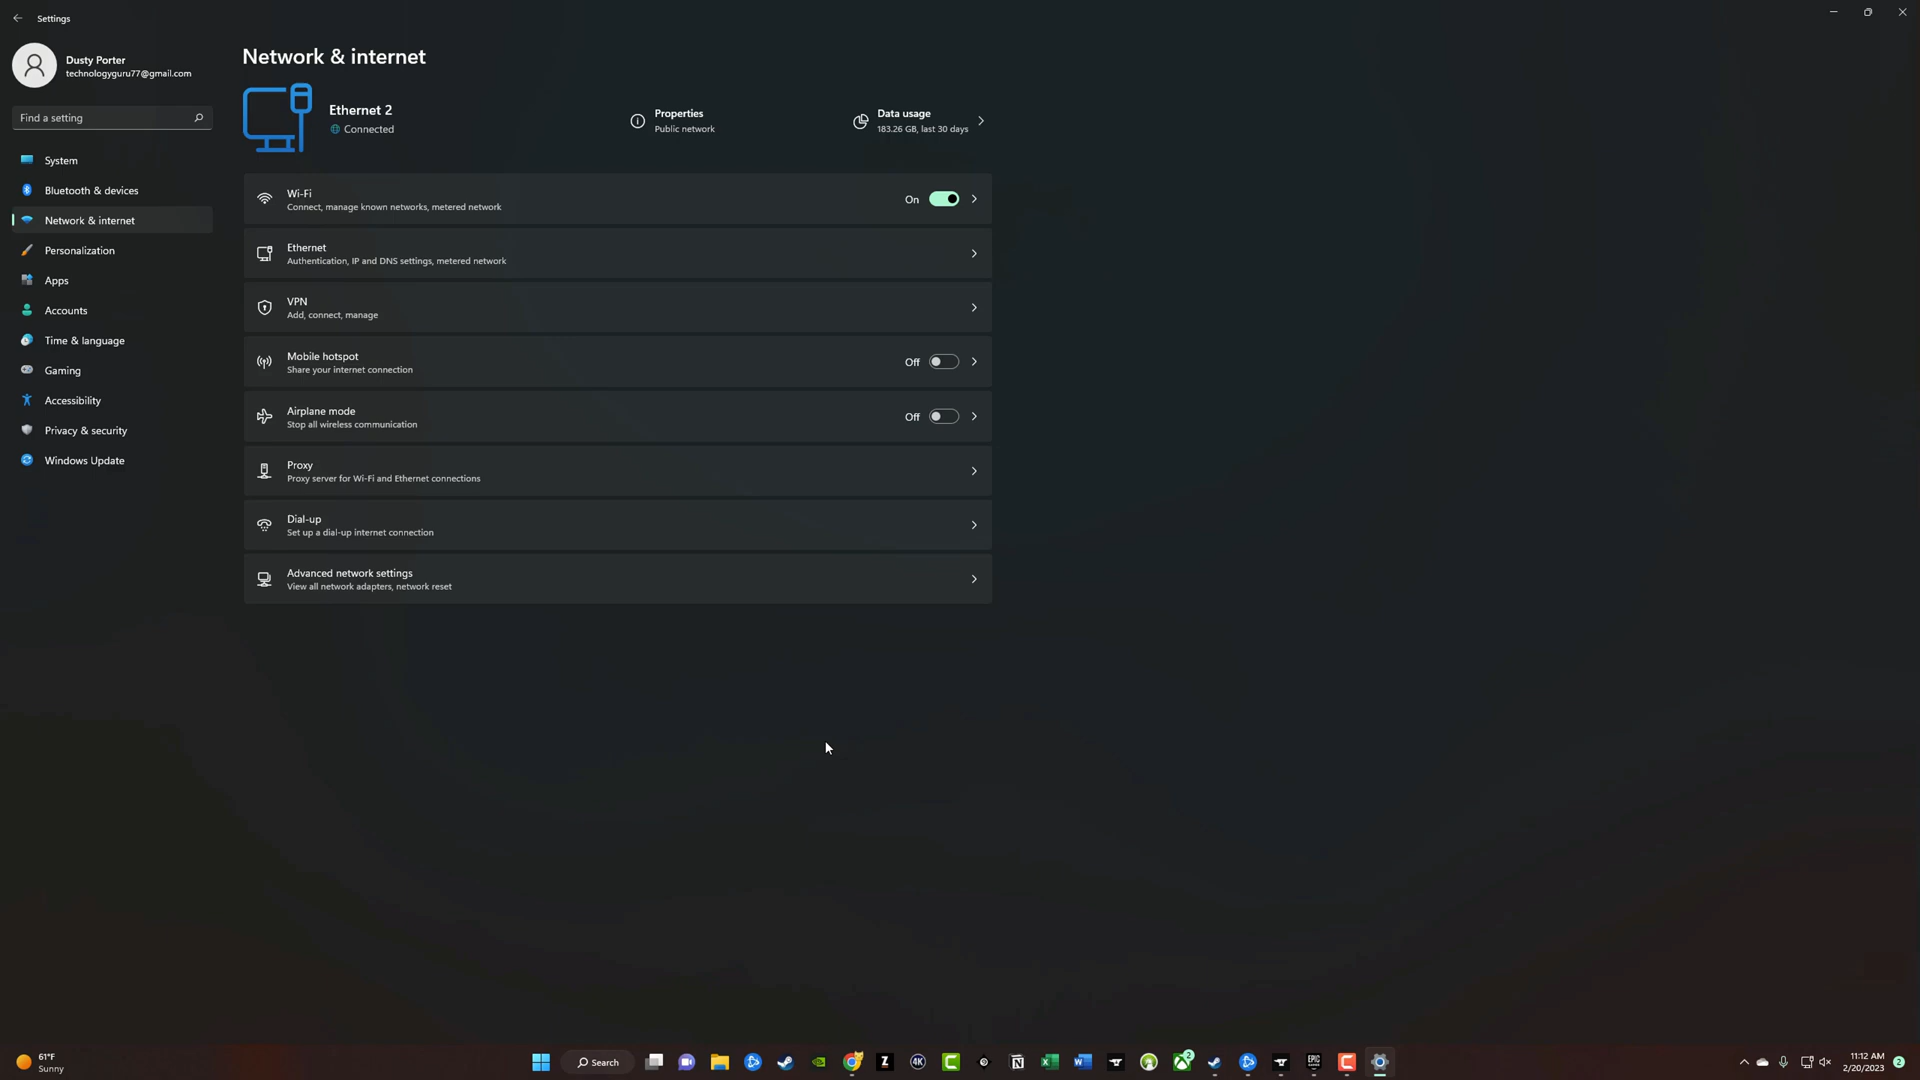 Settings
Dusty Porter
technologyguru77@gmail.com
Find a setting
System
Bluetooth & devices
Network & internet
Personalization
Apps
Accounts
Time & language
Gaming
Accessibility
Privacy & security
Windows Update
Network & internet
Ethernet 2
Connected
Properties
Public network
Data usage
183.26 GB, last 30 days
Wi-Fi
Connect, manage known networks, metered network
On
Ethernet
Authentication, IP and DNS settings, metered network
VPN
Add, connect, manage
Mobile hotspot
Share your internet connection
Off
Airplane mode
Stop all wireless communication
Off
Proxy
Proxy server for Wi-Fi and Ethernet connections
Dial-up
Set up a dial-up internet connection
Advanced network settings
View all network adapters, network reset
61°F
Sunny
Search
Z
4K
C
N
X
W
2
EPIC
C
11:12 AM
2/20/2023
2